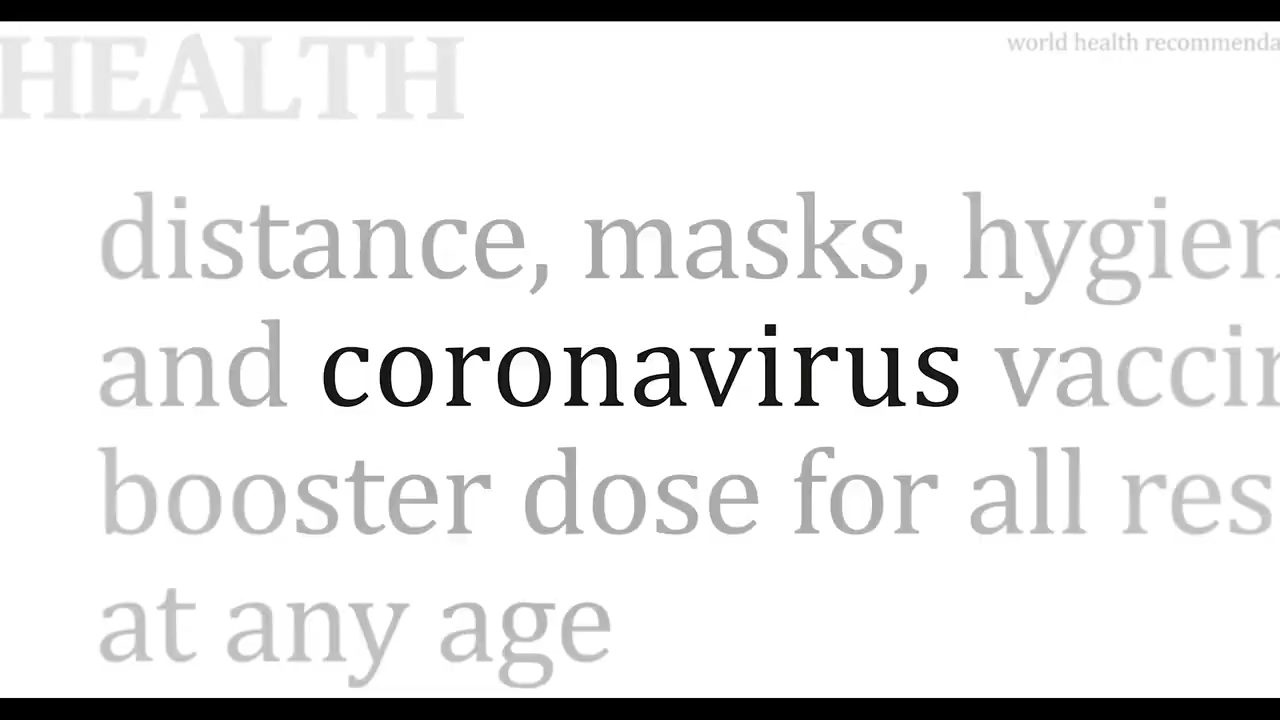 HEALTH
world health recommenda
distance, masks, hygien
and coronavirus vaccin
booster dose for all res
at any age